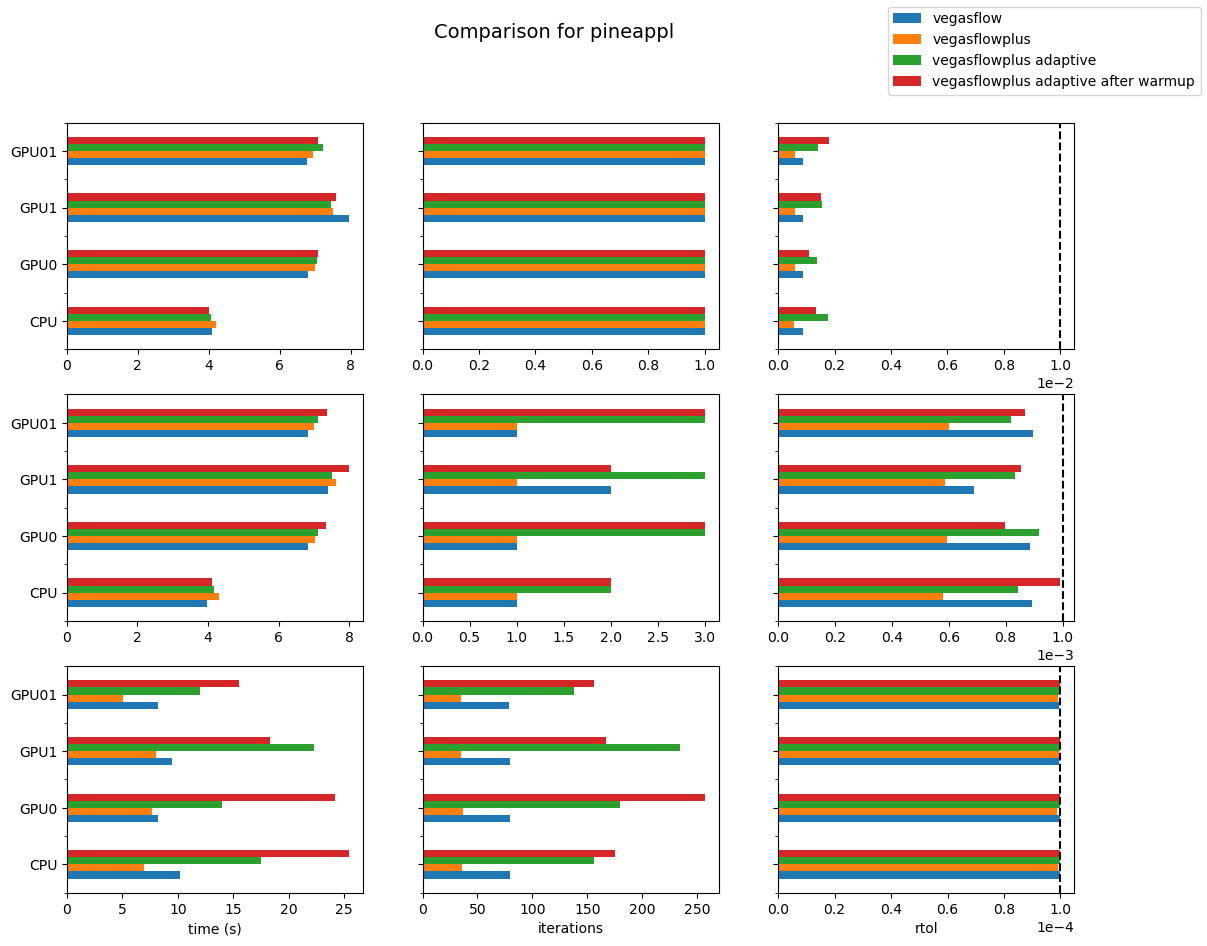 Comparison for pineappl
vegasflow
vegasflowplus
vegasflowplus adaptive
vegasflowplus adaptive after warmup
GPU01
GPU1
GPU0
CPU
0 2 4 6 8
0.0 0.2 0.4 0.6 0.8 1.0
0.0 0.2 0.4 0.6 0.8 1.0
1e−2
GPU01
GPU1
GPU0
CPU
0 2 4 6 8
0.0 0.5 1.0 1.5 2.0 2.5 3.0
0.0 0.2 0.4 0.6 0.8 1.0
1e−3
GPU01
GPU1
GPU0
CPU
0 5 10 15 20 25
time (s)
0 50 100 150 200 250
iterations
0.0 0.2 0.4 0.6 0.8 1.0
1e−4
rtol